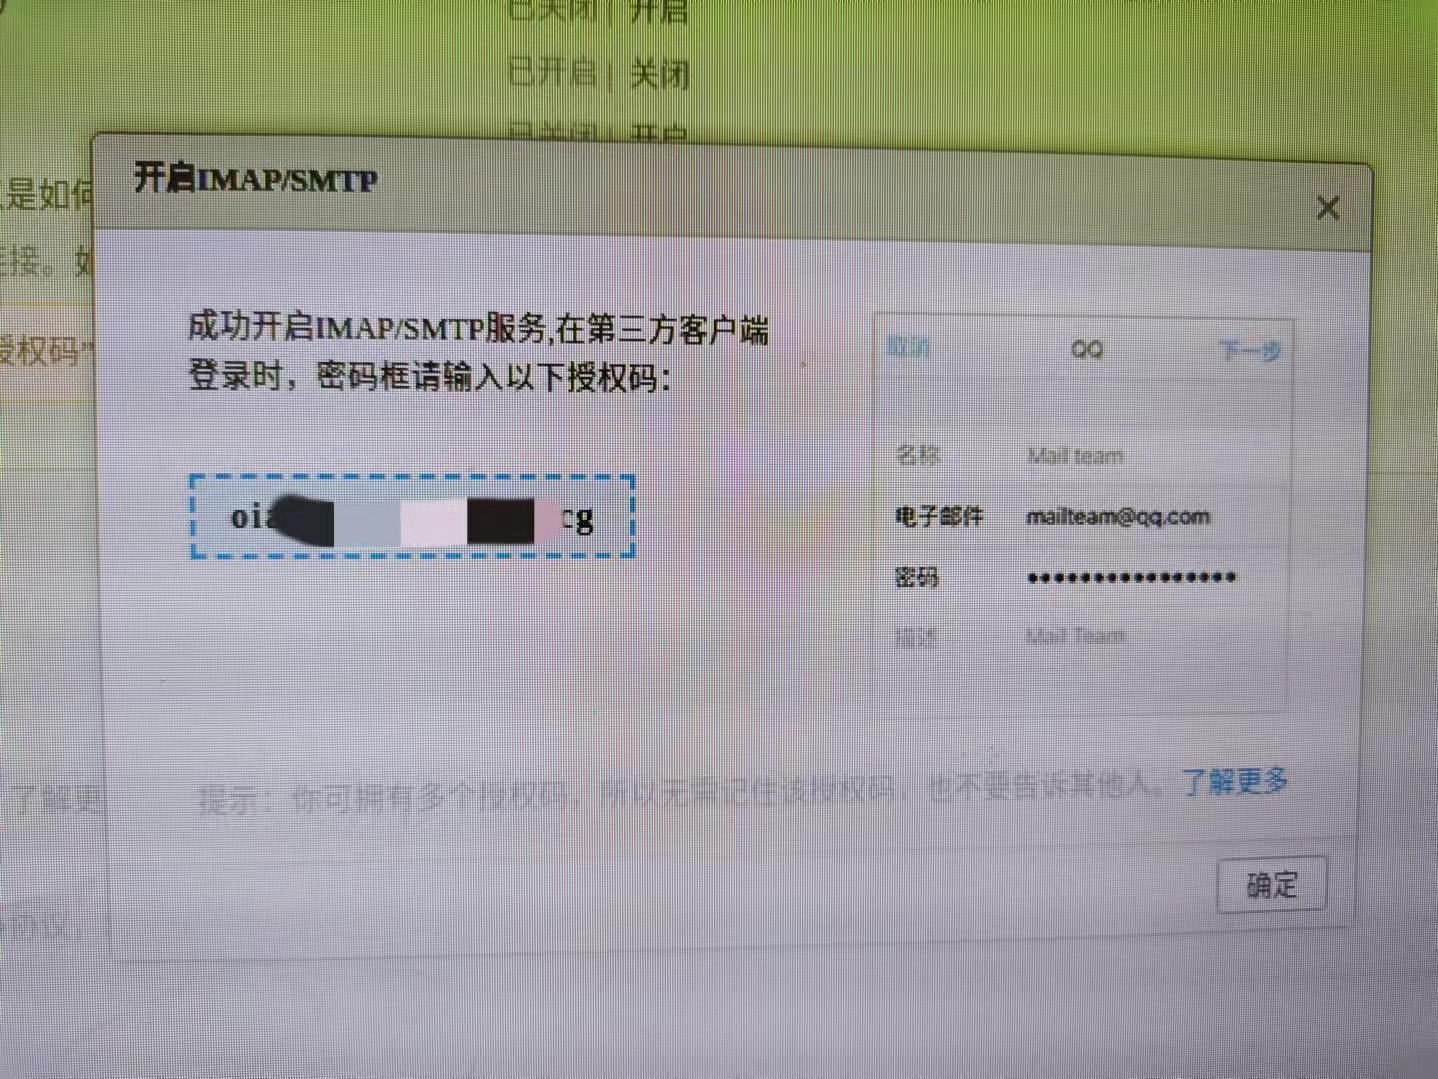 已关闭 | 开启
已开启 | 关闭
已关闭 | 开启
开启IMAP/SMTP
是如何
接。如
授权码"
成功开启IMAP/SMTP服务,在第三方客户端
登录时，密码框请输入以下授权码：
oi
cg
取消 QQ 下一步
名称 Mail team
电子邮件 mailteam@qq.com
密码 ••••••••••••••••
描述 Mail Team
了解更
提示：你可拥有多个授权码，所以无需记住该授权码，也不要告诉其他人。了解更多
确定
协议，